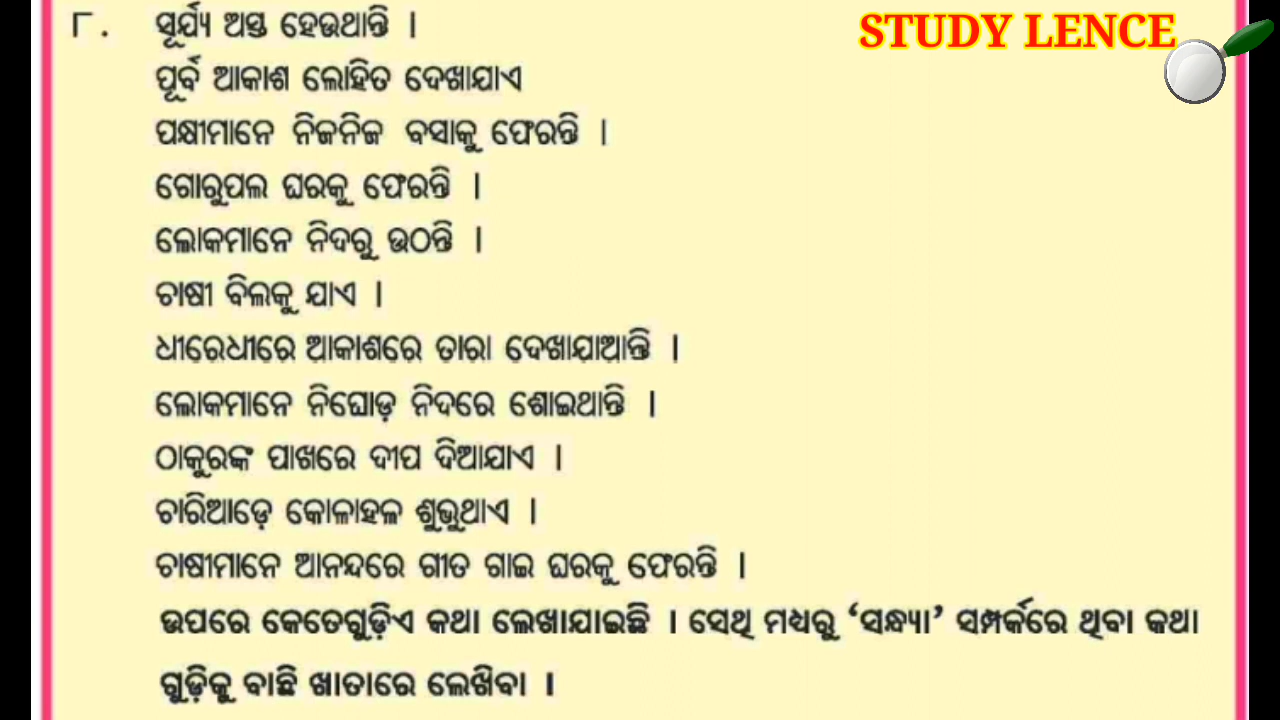 STUDY LENCE
୮. ସୂର୍ଯ୍ୟ ଅସ୍ତ ହେଉଥାନ୍ତି ।
ପୂର୍ବ ଆକାଶ ଲୋହିତ ଦେଖାଯାଏ
ପକ୍ଷୀମାନେ ନିଜନିଜ ବସାକୁ ଫେରନ୍ତି ।
ଗୋରୁପଲ ଘରକୁ ଫେରନ୍ତି ।
ଲୋକମାନେ ନିଦରୁ ଉଠନ୍ତି ।
ଚାଷୀ ବିଲକୁ ଯାଏ ।
ଧୀରେଧୀରେ ଆକାଶରେ ତାରା ଦେଖାଯାଆନ୍ତି ।
ଲୋକମାନେ ନିଘୋଡ଼ ନିଦରେ ଶୋଇଥାନ୍ତି ।
ଠାକୁରଙ୍କ ପାଖରେ ଦୀପ ଦିଆଯାଏ ।
ଚାରିଆଡ଼େ କୋଳାହଳ ଶୁଭୁଥାଏ ।
ଚାଷୀମାନେ ଆନନ୍ଦରେ ଗୀତ ଗାଇ ଘରକୁ ଫେରନ୍ତି ।
ଉପରେ କେତେଗୁଡ଼ିଏ କଥା ଲେଖାଯାଇଛି । ସେଥି ମଧ୍ୟରୁ ‘ସନ୍ଧ୍ୟା’ ସମ୍ପର୍କରେ ଥିବା କଥା
ଗୁଡ଼ିକୁ ବାଛି ଖାତାରେ ଲେଖିବା ।